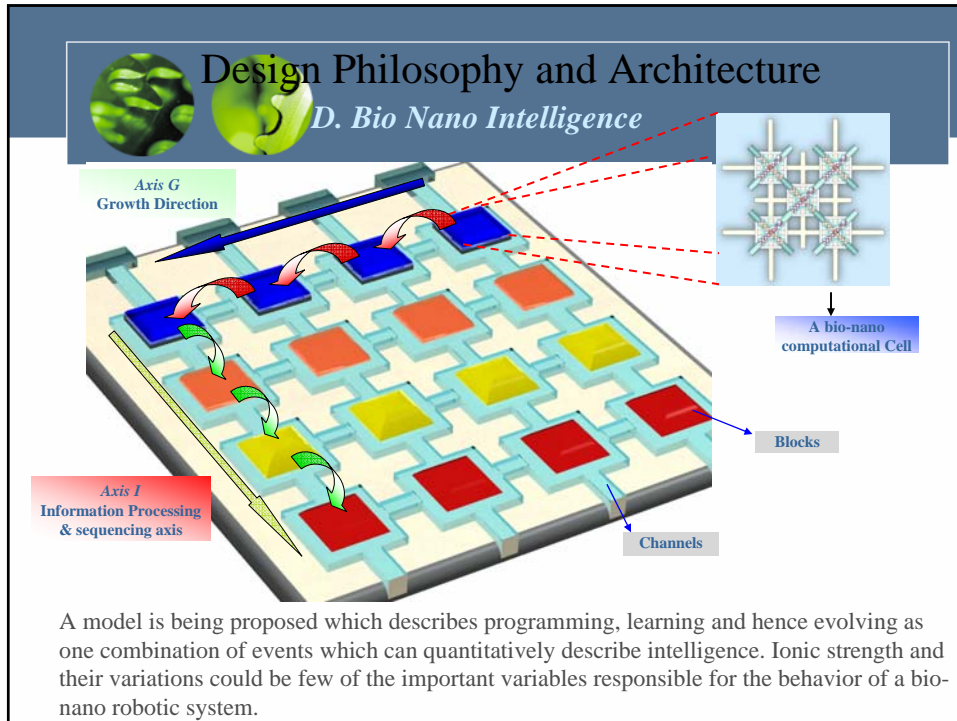 Design Philosophy and Architecture
D. Bio Nano Intelligence
Axis G
Growth Direction
A bio-nano
computational Cell
Blocks
Axis I
Information Processing
& sequencing axis
Channels
A model is being proposed which describes programming, learning and hence evolving as
one combination of events which can quantitatively describe intelligence. Ionic strength and
their variations could be few of the important variables responsible for the behavior of a bio-
nano robotic system.